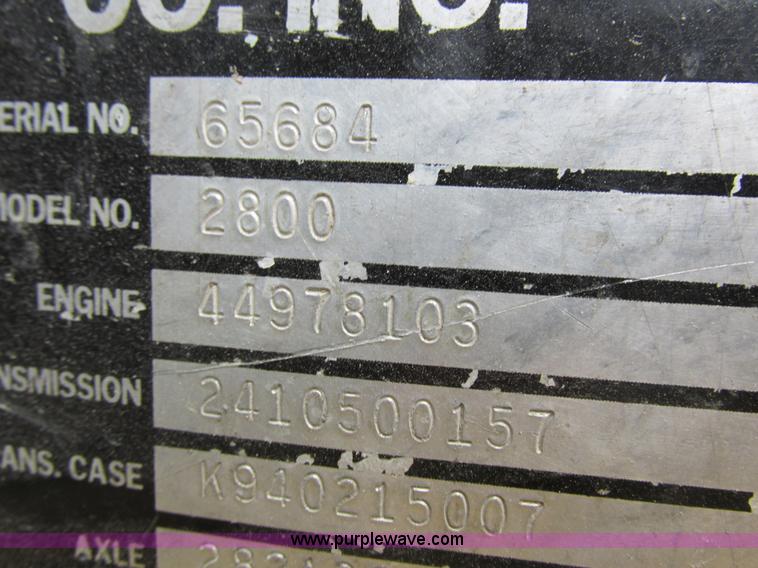 CO. INC.
ERIAL NO. 65684
MODEL NO. 2800
ENGINE 44978103
NSMISSION 2410500157
ANS. CASE K940215007
www.purplewave.com
AXLE